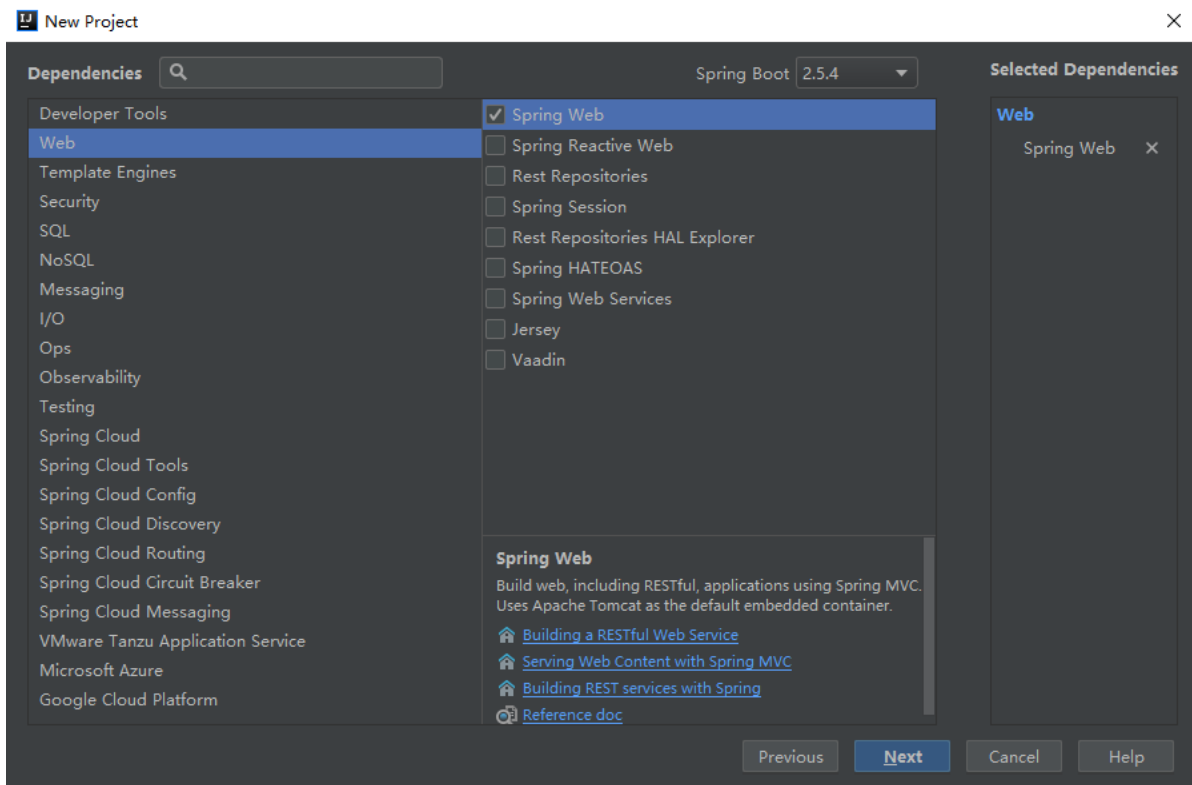 New Project
Dependencies
Spring Boot 2.5.4
Selected Dependencies
Developer Tools
Web
Template Engines
Security
SQL
NoSQL
Messaging
I/O
Ops
Observability
Testing
Spring Cloud
Spring Cloud Tools
Spring Cloud Config
Spring Cloud Discovery
Spring Cloud Routing
Spring Cloud Circuit Breaker
Spring Cloud Messaging
VMware Tanzu Application Service
Microsoft Azure
Google Cloud Platform
Spring Web
Spring Reactive Web
Rest Repositories
Spring Session
Rest Repositories HAL Explorer
Spring HATEOAS
Spring Web Services
Jersey
Vaadin
Spring Web
Build web, including RESTful, applications using Spring MVC.
Uses Apache Tomcat as the default embedded container.
Building a RESTful Web Service
Serving Web Content with Spring MVC
Building REST services with Spring
Reference doc
Web
Spring Web
Previous
Next
Cancel
Help